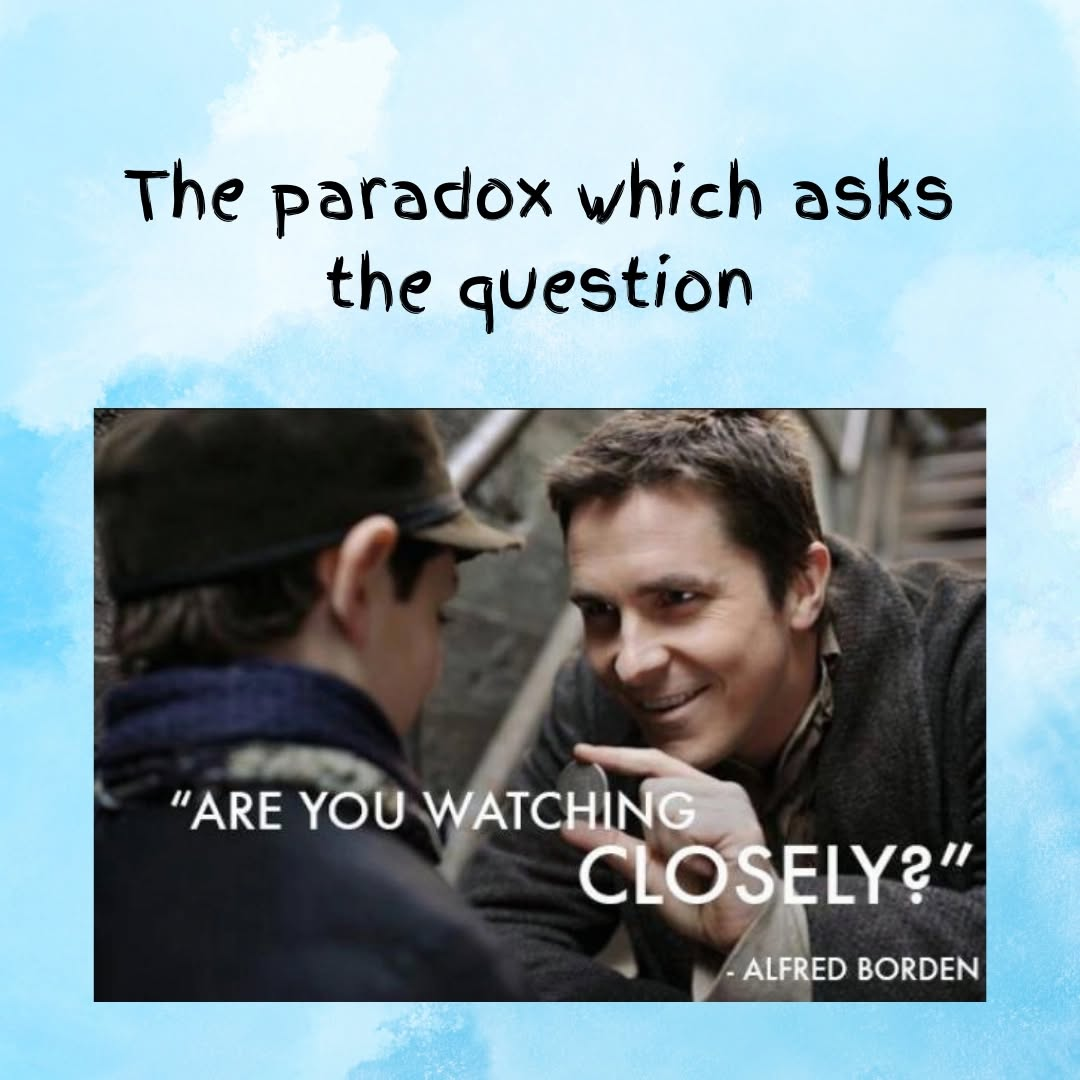 The paradox which asks
the question
“ARE YOU WATCHING
CLOSELY?”
- ALFRED BORDEN